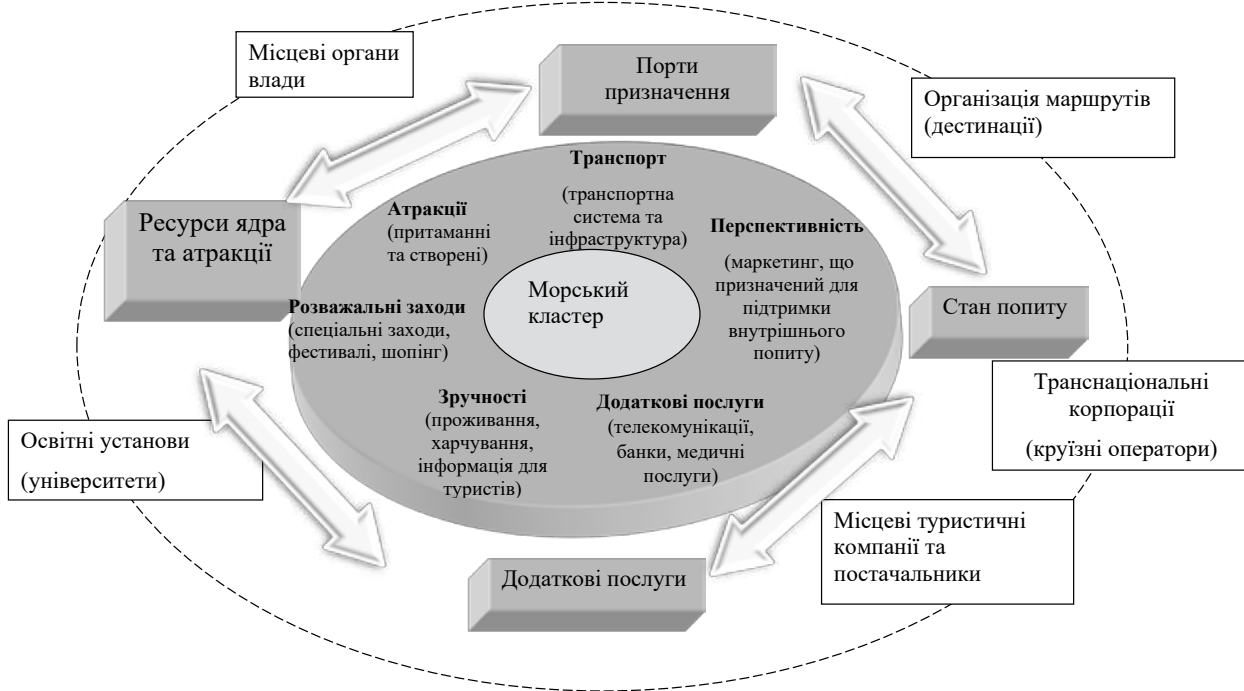 Місцеві органи
влади
Порти
призначення
Організація маршрутів
(дестинації)
Ресурси ядра
та атракції
Транспорт
(транспортна
система та
інфраструктура)
Атракції
(притаманні
та створені)
Перспективність
(маркетинг, що
призначений для
підтримки
внутрішнього
попиту)
Морський
кластер
Розважальні заходи
(спеціальні заходи,
фестивалі, шопінг)
Стан попиту
Зручності
(проживання,
харчування,
інформація для
туристів)
Додаткові послуги
(телекомунікації,
банки, медичні
послуги)
Транснаціональні
корпорації
(круїзні оператори)
Освітні установи
(університети)
Місцеві туристичні
компанії та
постачальники
Додаткові послуги